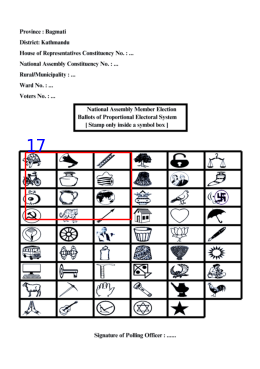 Province : Bagmati
District: Kathmandu
House of Representatives Constituency No. : ...
National Assembly Constituency No. : ...
Rural/Municipality : ...
Ward No. : ...
Voters No. : ...
National Assembly Member Election
Ballots of Proportional Electoral System
[ Stamp only inside a symbol box ]
17
Signature of Polling Officer : ......